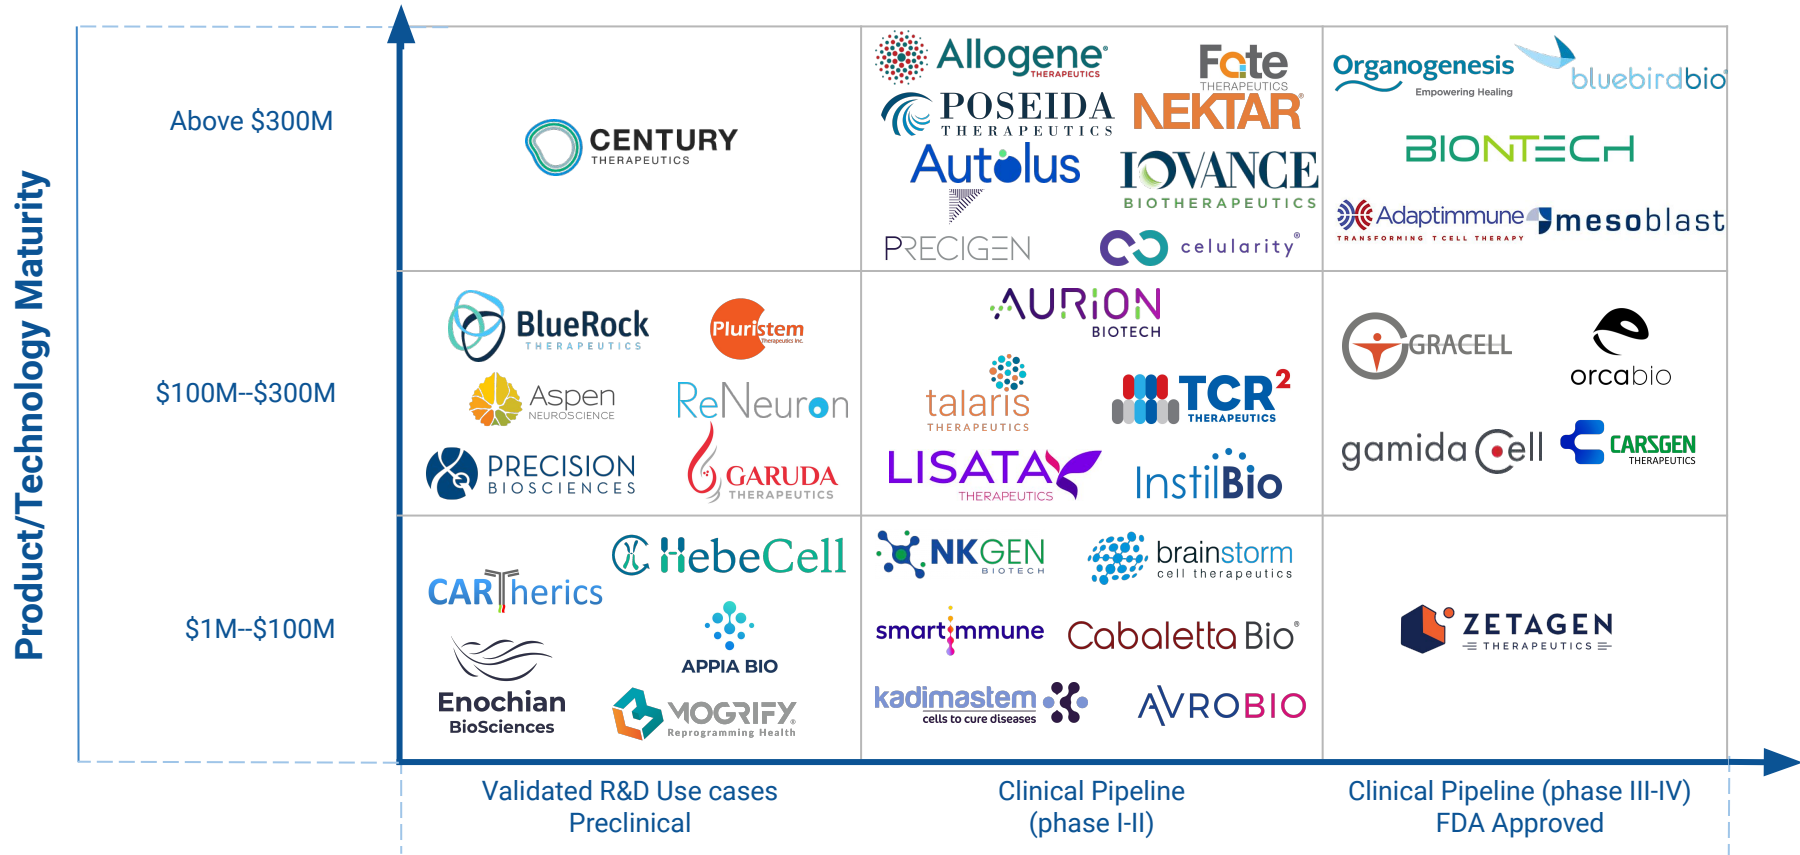 Product/Technology Maturity
Above $300M
CENTURY
THERAPEUTICS
Allogene®
THERAPEUTICS
Fate
THERAPEUTICS
POSEIDA
THERAPEUTICS
NEKTAR®
Autolus
IOVANCE
BIOTHERAPEUTICS
PRECIGEN
celularity®
Organogenesis
Empowering Healing
bluebirdbio®
BIONTECH
Adaptimmune
TRANSFORMING T CELL THERAPY
mesoblast
$100M--$300M
BlueRock
THERAPEUTICS
Pluristem
Therapeutics Inc.
Aspen
NEUROSCIENCE
ReNeuron
PRECISION
BIOSCIENCES
GARUDA
THERAPEUTICS
AURION
BIOTECH
talaris
THERAPEUTICS
TCR²
THERAPEUTICS
LISATA
THERAPEUTICS
InstilBio
GRACELL
orcabio
gamida Cell
CARSGEN
THERAPEUTICS
$1M--$100M
CARTherics
HebeCell
APPIA BIO
Enochian
BioSciences
MOGRIFY®
Reprogramming Health
NKGEN
BIOTECH
brainstorm
cell therapeutics
smartimmune
Cabaletta Bio®
kadimastem
cells to cure diseases
AVROBIO
ZETAGEN
THERAPEUTICS
Validated R&D Use cases
Preclinical
Clinical Pipeline
(phase I-II)
Clinical Pipeline (phase III-IV)
FDA Approved